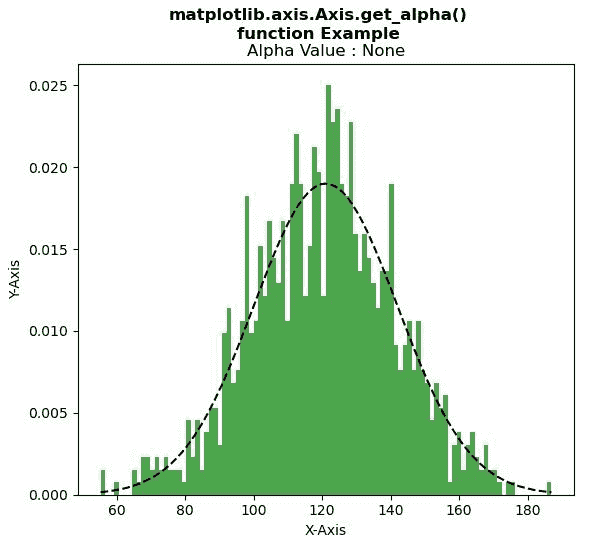 matplotlib.axis.Axis.get_alpha()
function Example
Alpha Value : None
0.025
0.020
0.015
0.010
0.005
0.000
Y-Axis
60 80 100 120 140 160 180
X-Axis